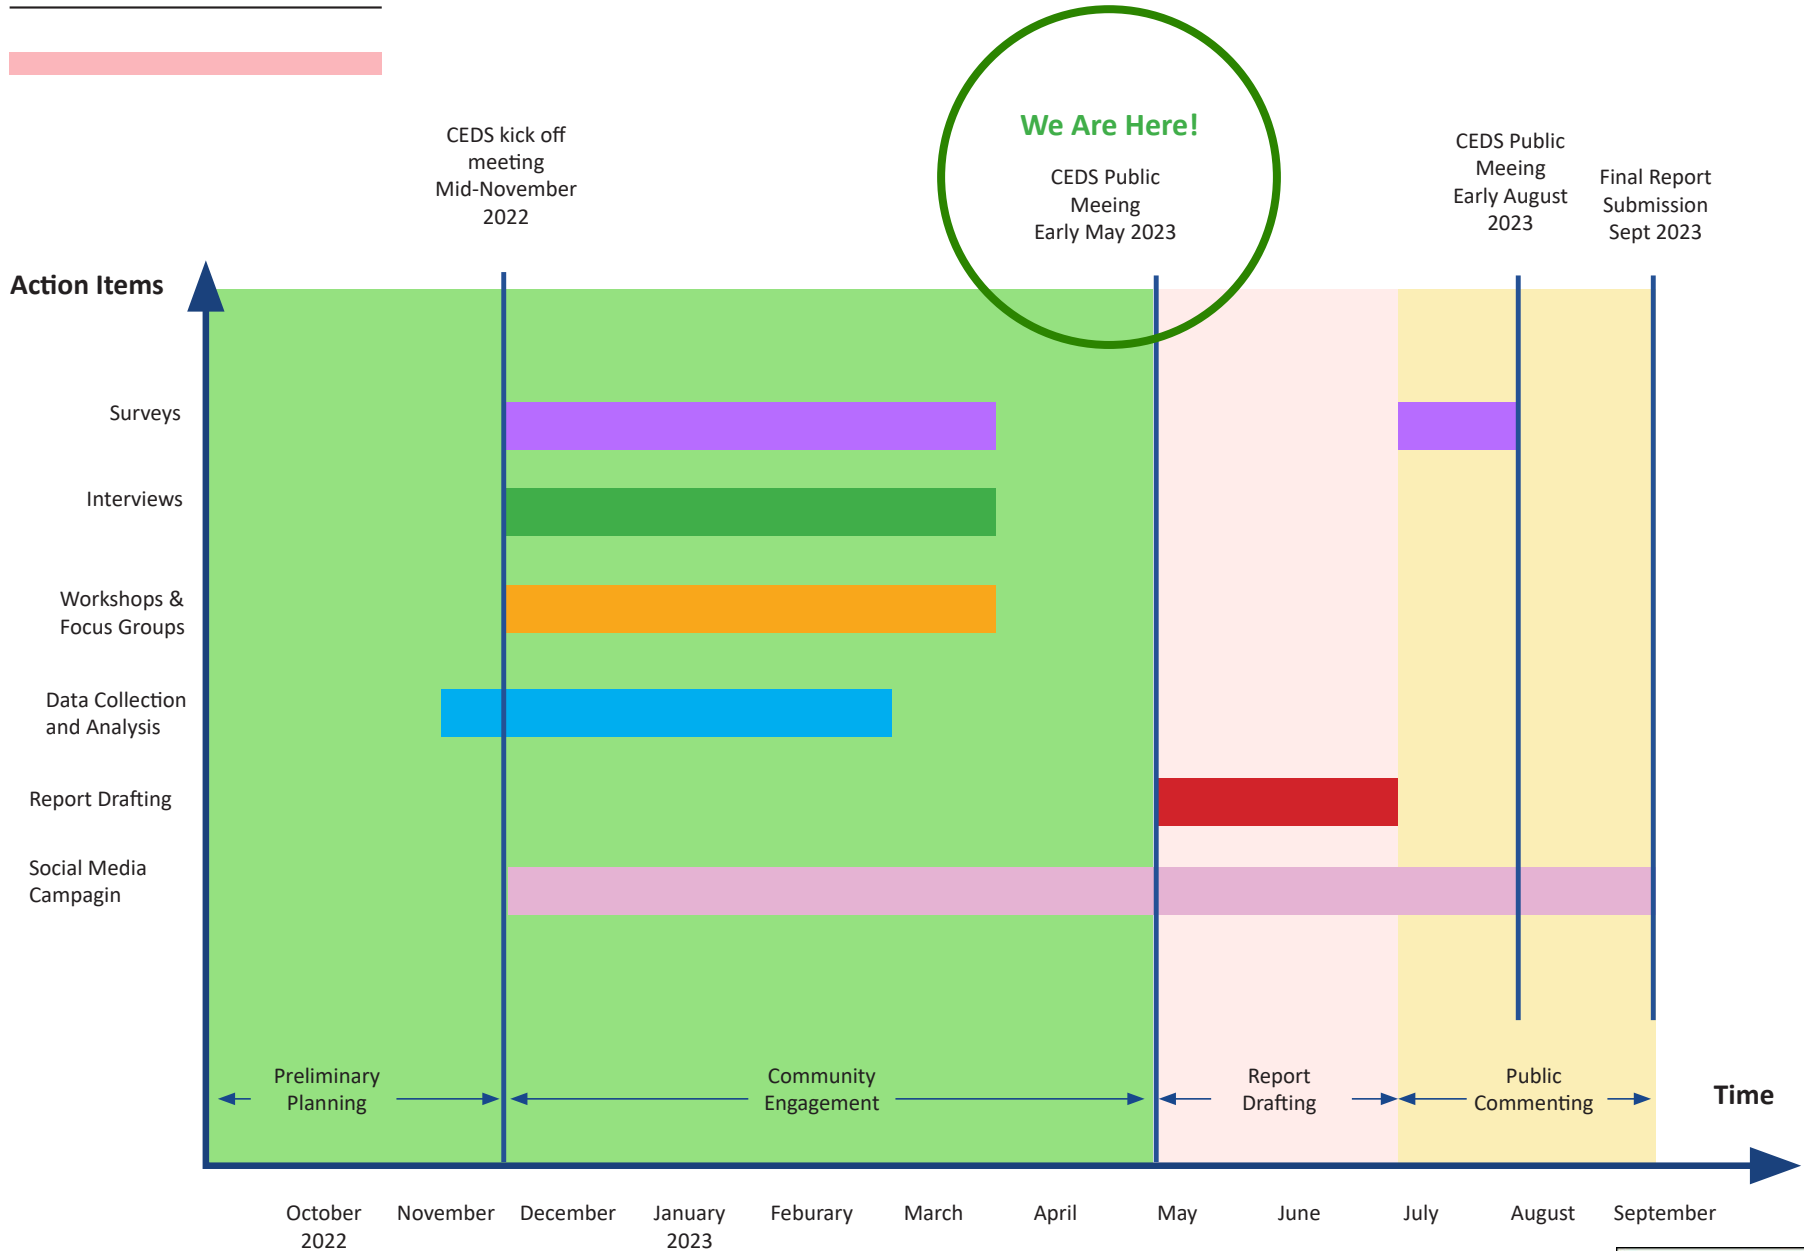 CEDS kick off
meeting
Mid-November
2022
We Are Here!
CEDS Public
Meeing
Early May 2023
CEDS Public
Meeing
Early August
2023
Final Report
Submission
Sept 2023
Action Items
Surveys
Interviews
Workshops &
Focus Groups
Data Collection
and Analysis
Report Drafting
Social Media
Campagin
Preliminary
Planning
Community
Engagement
Report
Drafting
Public
Commenting
Time
October
2022
November
December
January
2023
Feburary
March
April
May
June
July
August
September